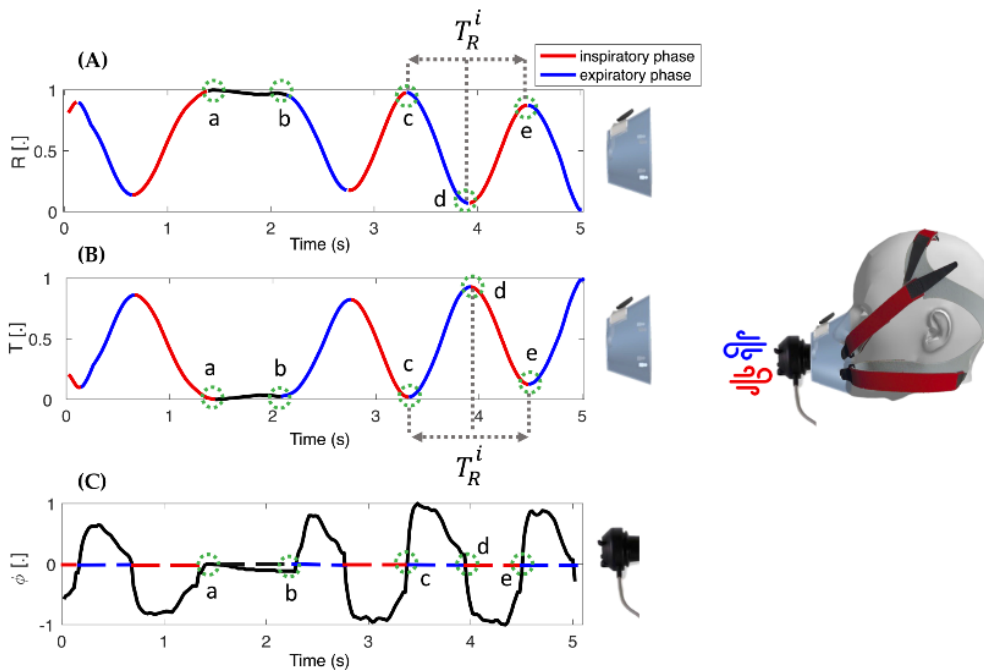 T_R^i
(A)
inspiratory phase
expiratory phase
1
0.5
0
R [.]
a
b
c
d
e
0 1 2 3 4 5
Time (s)
(B)
1
0.5
0
T [.]
a
b
c
d
e
0 1 2 3 4 5
Time (s)
T_R^i
(C)
1
0
-1
ϕ [.]
a
b
c
d
e
0 1 2 3 4 5
Time (s)